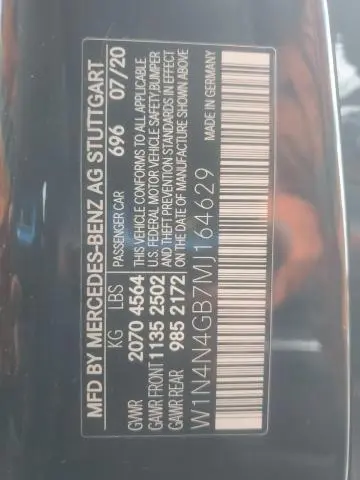 MFD BY MERCEDES-BENZ AG STUTTGART
KG LBS PASSENGER CAR 696 07/20
GVWR 2070 4564 THIS VEHICLE CONFORMS TO ALL APPLICABLE
U.S. FEDERAL MOTOR VEHICLE SAFETY, BUMPER
GAWR FRONT 1135 2502 AND THEFT PREVENTION STANDARDS IN EFFECT
GAWR REAR 985 2172 ON THE DATE OF MANUFACTURE SHOWN ABOVE
W1N4N4GB7MJ164629 MADE IN GERMANY